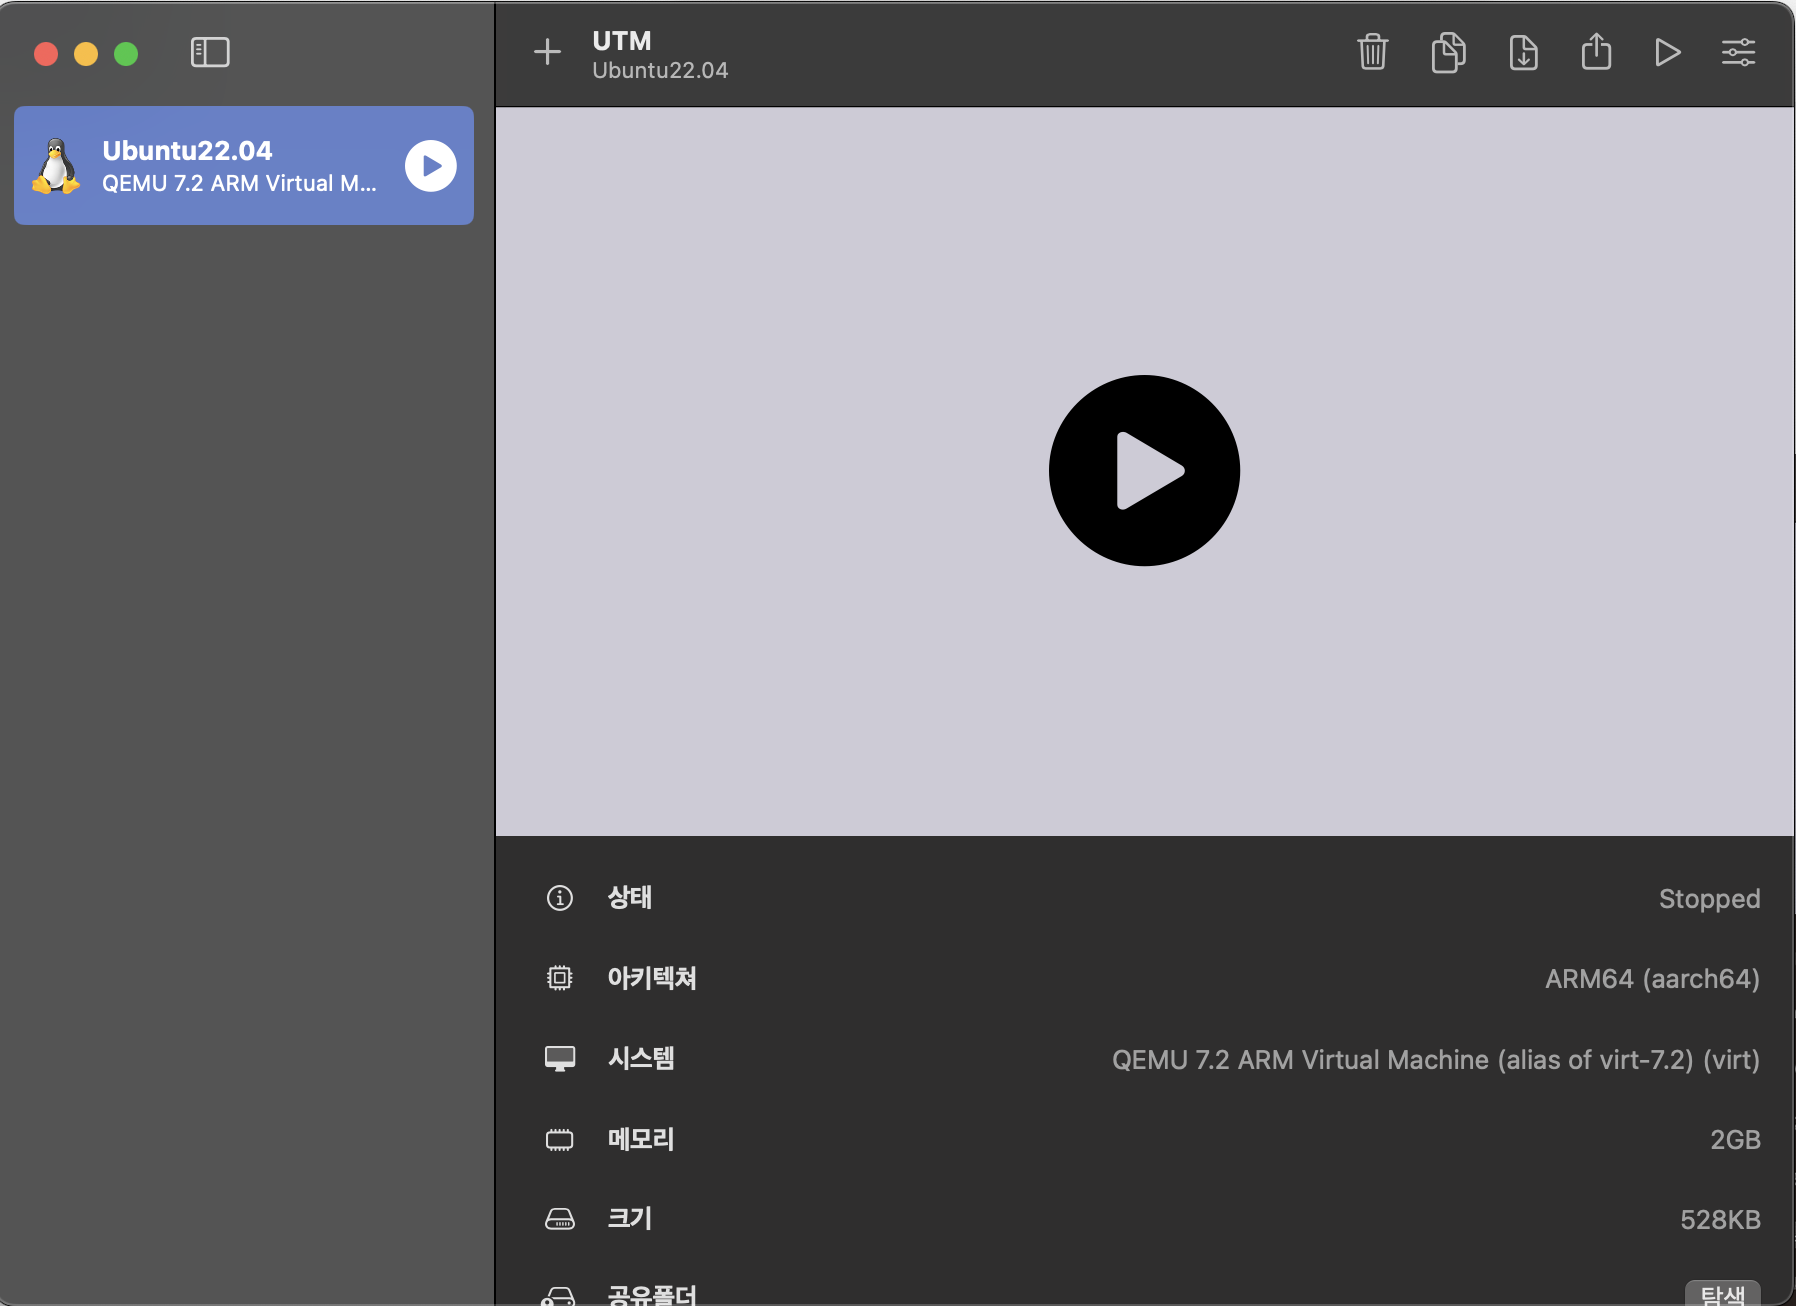 UTM
Ubuntu22.04
Ubuntu22.04
QEMU 7.2 ARM Virtual M...
상태 Stopped
아키텍쳐 ARM64 (aarch64)
시스템 QEMU 7.2 ARM Virtual Machine (alias of virt-7.2) (virt)
메모리 2GB
크기 528KB
공유폴더 탐색